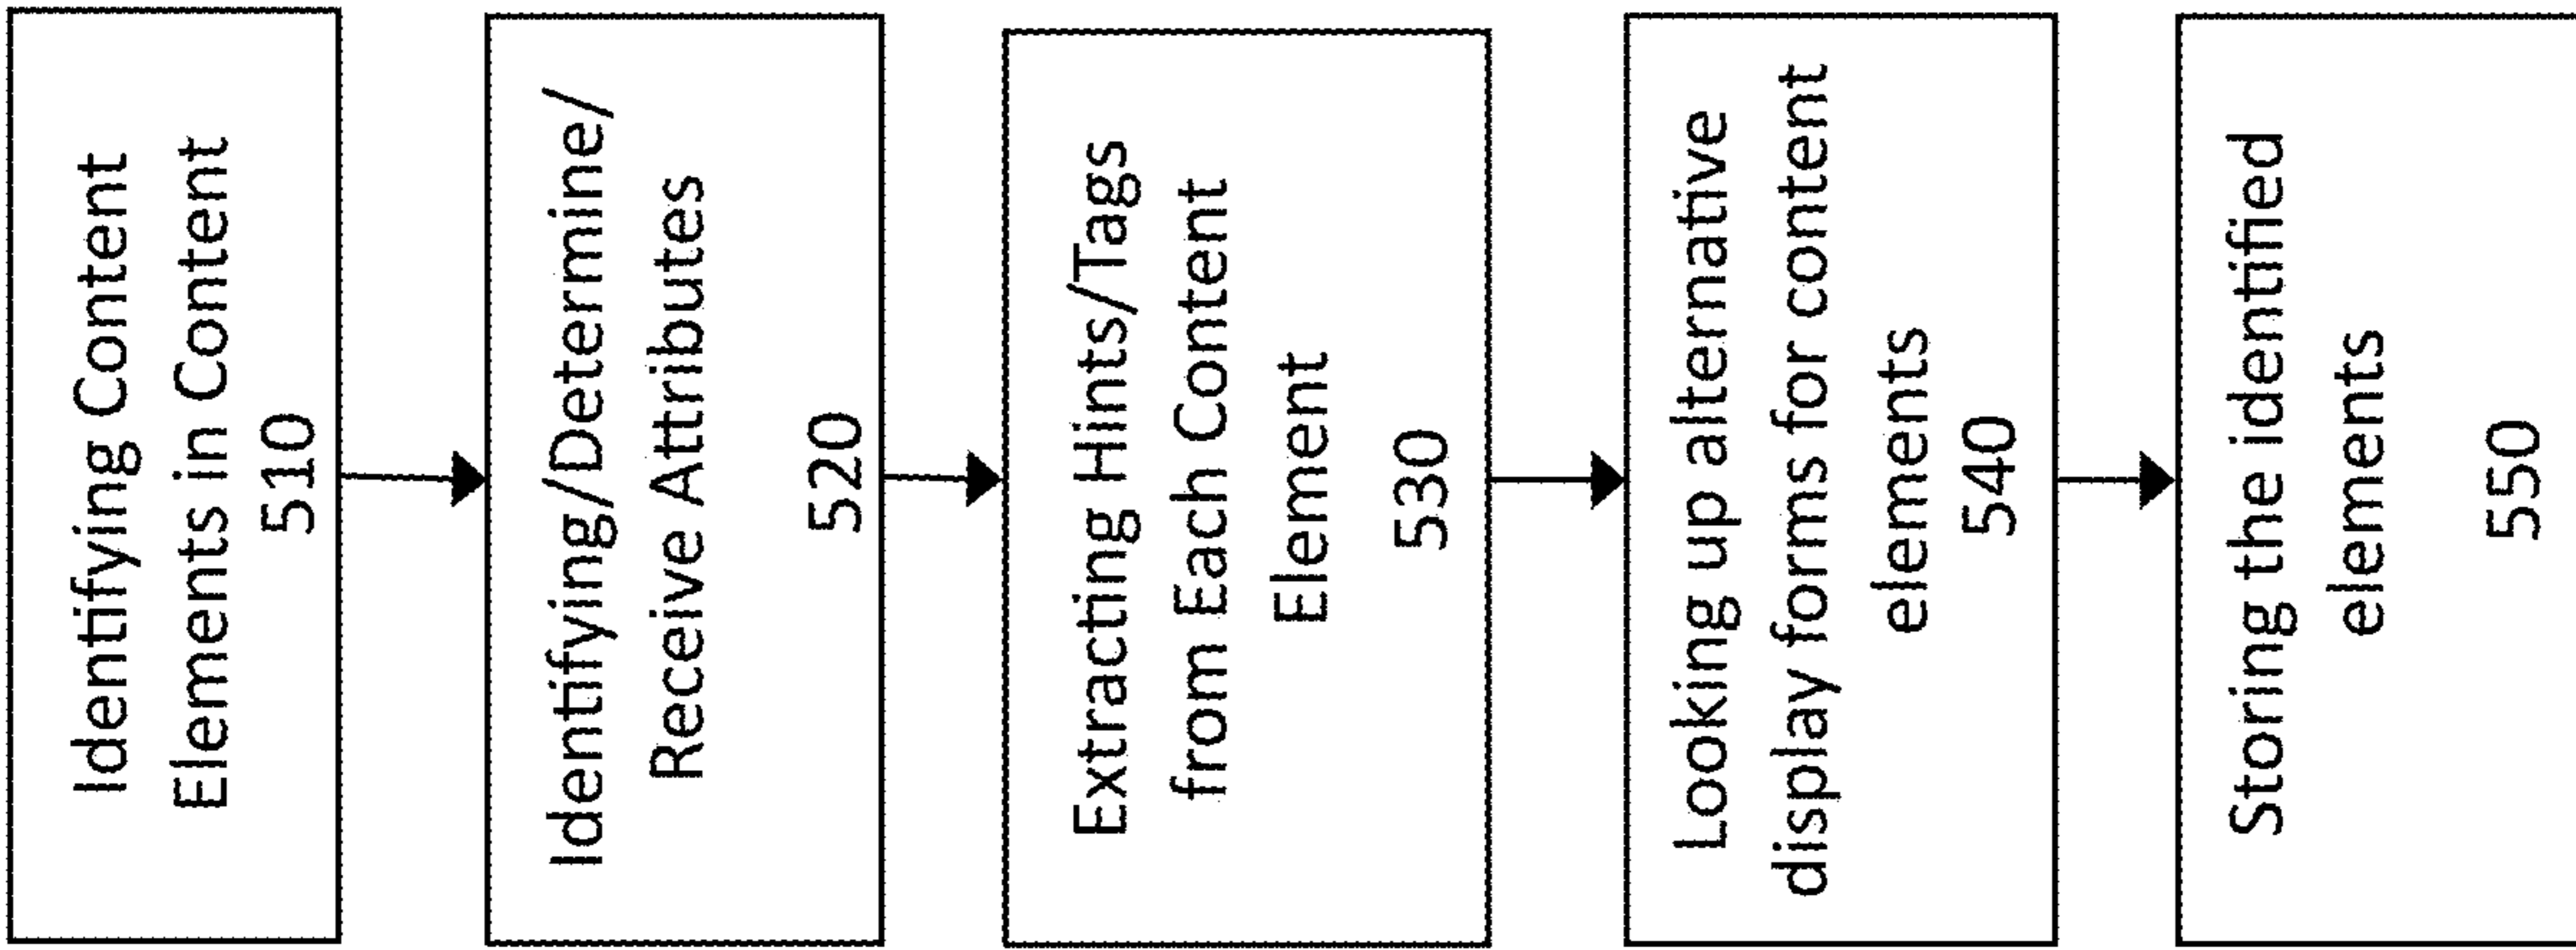 Identifying Content
Elements in Content
510
Identifying/Determine/
Receive Attributes
520
Extracting Hints/Tags
from Each Content
Element
530
Looking up alternative
display forms for content
elements
540
Storing the identified
elements
550